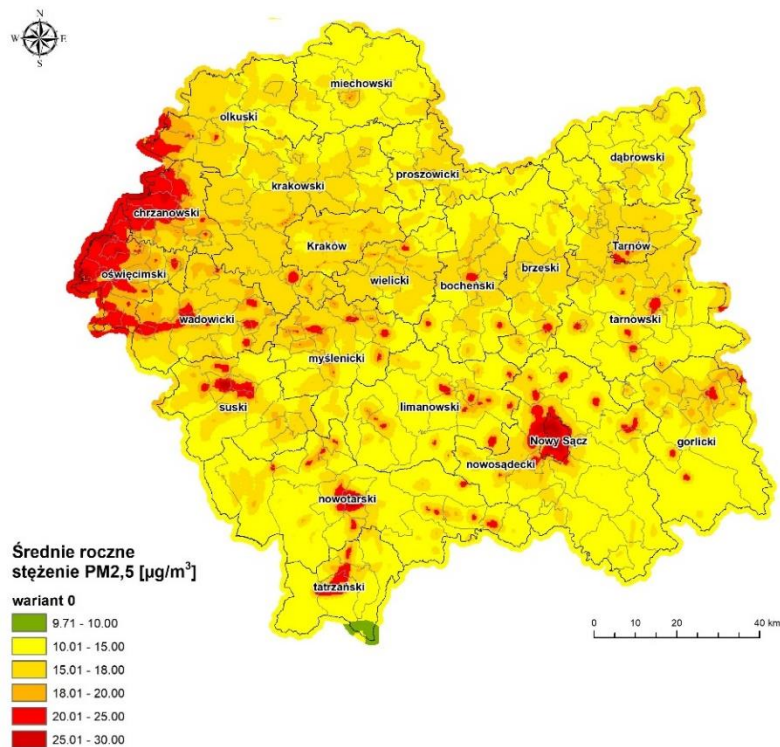 N
W E
S
miechowski
olkuski
dąbrowski
proszowicki
krakowski
chrzanowski
Kraków
Tarnów
oświęcimski
wielicki
brzeski
bocheński
wadowicki
tarnowski
myślenicki
suski
limanowski
Nowy Sącz
gorlicki
nowosądecki
nowotarski
tatrzański
Średnie roczne
stężenie PM2,5 [µg/m³]
wariant 0
9.71 - 10.00
10.01 - 15.00
15.01 - 18.00
18.01 - 20.00
20.01 - 25.00
25.01 - 30.00
0 10 20 40 km